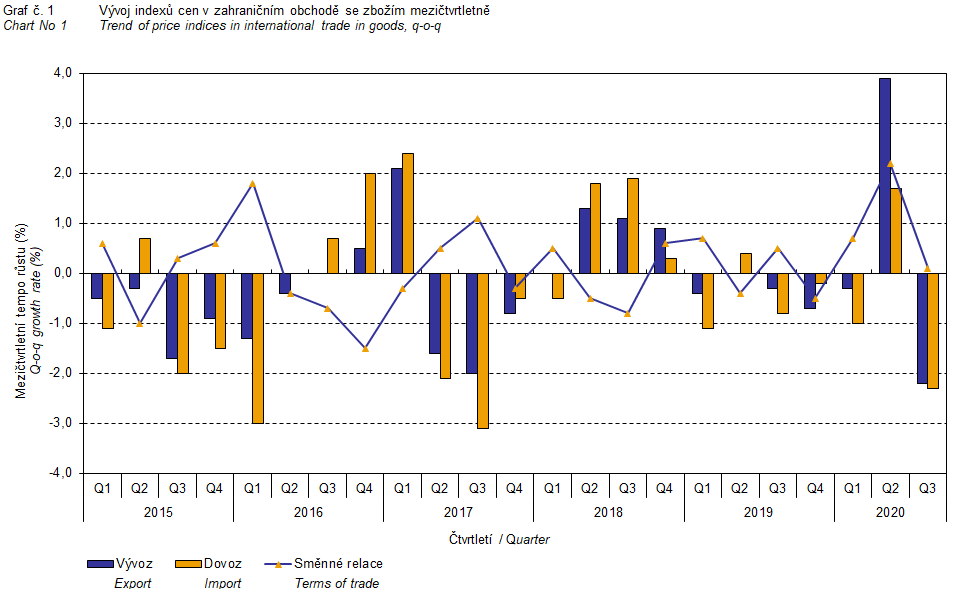 Graf č. 1 Vývoj indexů cen v zahraničním obchodě se zbožím mezičtvrtletně
Chart No 1 Trend of price indices in international trade in goods, q-o-q
Mezičtvrtletní tempo růstu (%)
Q-o-q growth rate (%)
4,0
3,0
2,0
1,0
0,0
-1,0
-2,0
-3,0
-4,0
Q1 Q2 Q3 Q4 Q1 Q2 Q3 Q4 Q1 Q2 Q3 Q4 Q1 Q2 Q3 Q4 Q1 Q2 Q3 Q4 Q1 Q2 Q3
2015 2016 2017 2018 2019 2020
Čtvrtletí / Quarter
Vývoz Dovoz Směnné relace
Export Import Terms of trade